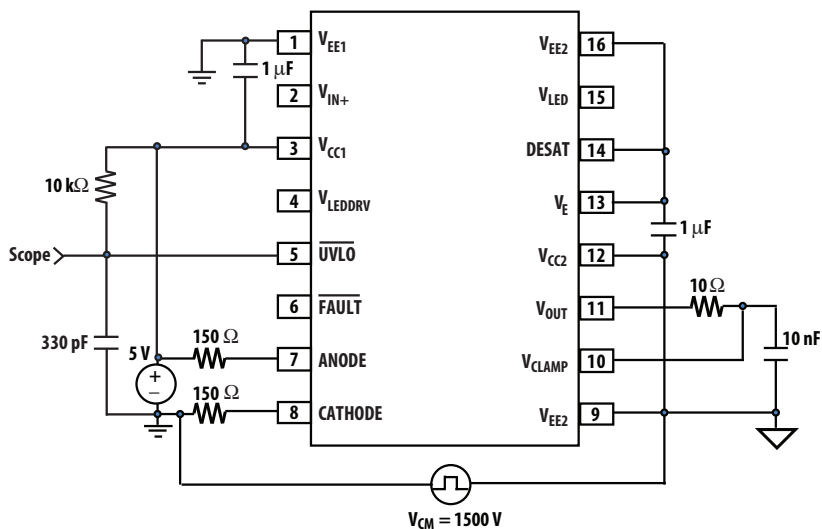 1 V_EE1 V_EE2 16
1 μF
2 V_IN+ V_LED 15
3 V_CC1 DESAT 14
10 kΩ
4 V_LEDDRV V_E 13
1 μF
Scope 5 U̅V̅L̅O̅ V_CC2 12
10 Ω
6 F̅A̅U̅L̅T̅ V_OUT 11
330 pF 5 V 150 Ω 10 nF
+
7 ANODE V_CLAMP 10
–
150 Ω
8 CATHODE V_EE2 9
V_CM = 1500 V